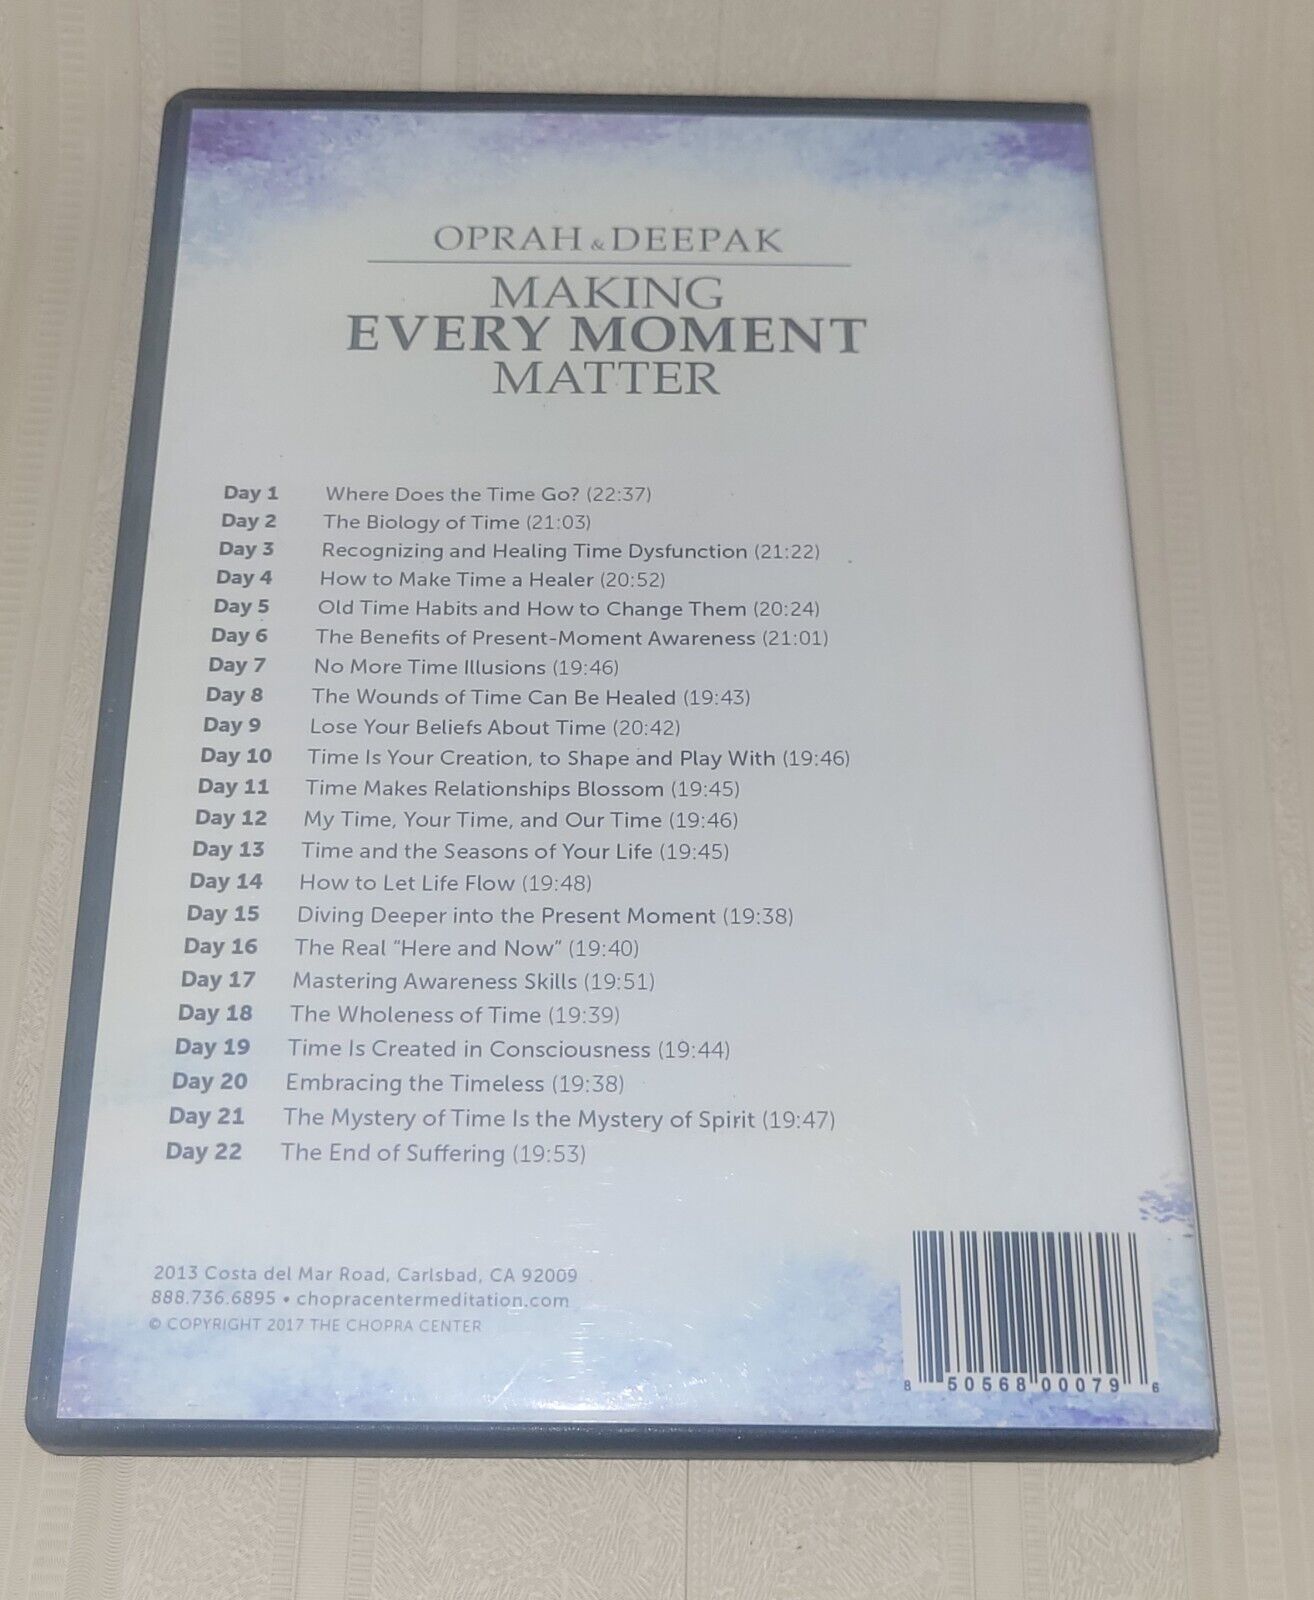 OPRAH & DEEPAK
MAKING
EVERY MOMENT
MATTER
Day 1 Where Does the Time Go? (22:37)
Day 2 The Biology of Time (21:03)
Day 3 Recognizing and Healing Time Dysfunction (21:22)
Day 4 How to Make Time a Healer (20:52)
Day 5 Old Time Habits and How to Change Them (20:24)
Day 6 The Benefits of Present-Moment Awareness (21:01)
Day 7 No More Time Illusions (19:46)
Day 8 The Wounds of Time Can Be Healed (19:43)
Day 9 Lose Your Beliefs About Time (20:42)
Day 10 Time Is Your Creation, to Shape and Play With (19:46)
Day 11 Time Makes Relationships Blossom (19:45)
Day 12 My Time, Your Time, and Our Time (19:46)
Day 13 Time and the Seasons of Your Life (19:45)
Day 14 How to Let Life Flow (19:48)
Day 15 Diving Deeper into the Present Moment (19:38)
Day 16 The Real “Here and Now” (19:40)
Day 17 Mastering Awareness Skills (19:51)
Day 18 The Wholeness of Time (19:39)
Day 19 Time Is Created in Consciousness (19:44)
Day 20 Embracing the Timeless (19:38)
Day 21 The Mystery of Time Is the Mystery of Spirit (19:47)
Day 22 The End of Suffering (19:53)
2013 Costa del Mar Road, Carlsbad, CA 92009
888.736.6895 • chopracentermeditation.com
© COPYRIGHT 2017 THE CHOPRA CENTER
8 50568 00079 6